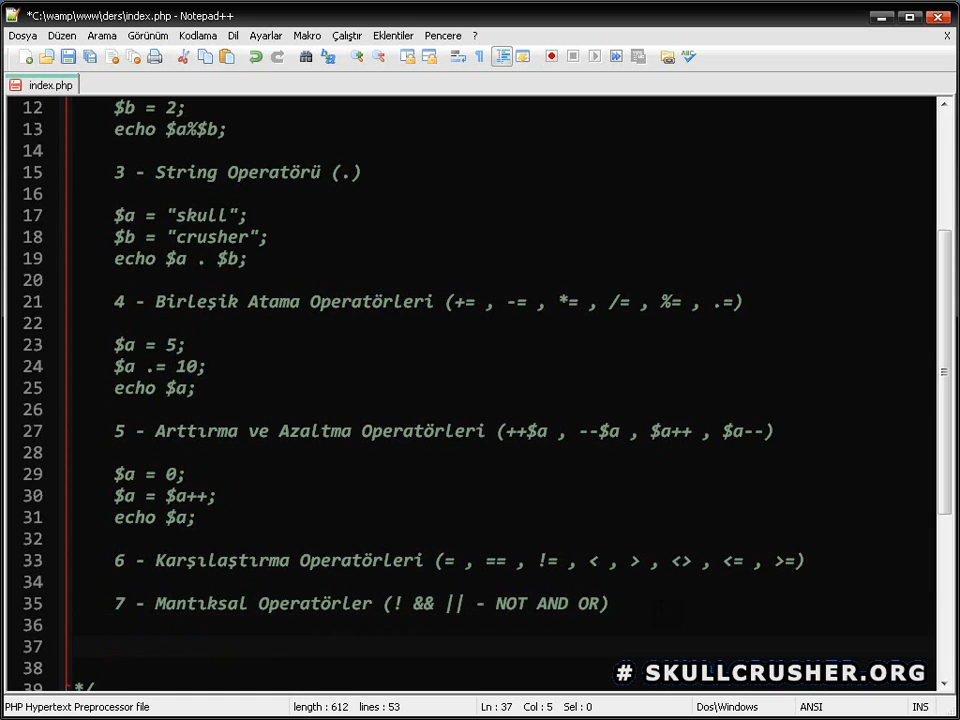 *C:\wamp\www\ders\index.php - Notepad++
Dosya Düzen Arama Görünüm Kodlama Dil Ayarlar Makro Çalıştır Eklentiler Pencere ? X
index.php
12 $b = 2;
13 echo $a%$b;
14
15 3 - String Operatörü (.)
16
17 $a = "skull";
18 $b = "crusher";
19 echo $a . $b;
20
21 4 - Birleşik Atama Operatörleri (+= , -= , *= , /= , %= , .=)
22
23 $a = 5;
24 $a .= 10;
25 echo $a;
26
27 5 - Arttırma ve Azaltma Operatörleri (++$a , --$a , $a++ , $a--)
28
29 $a = 0;
30 $a = $a++;
31 echo $a;
32
33 6 - Karşılaştırma Operatörleri (= , == , != , < , > , <> , <= , >=)
34
35 7 - Mantıksal Operatörler (! && || - NOT AND OR)
36
37
38
39 */
# SKULLCRUSHER.ORG
PHP Hypertext Preprocessor file length : 612 lines : 53 Ln : 37 Col : 5 Sel : 0 Dos\Windows ANSI INS